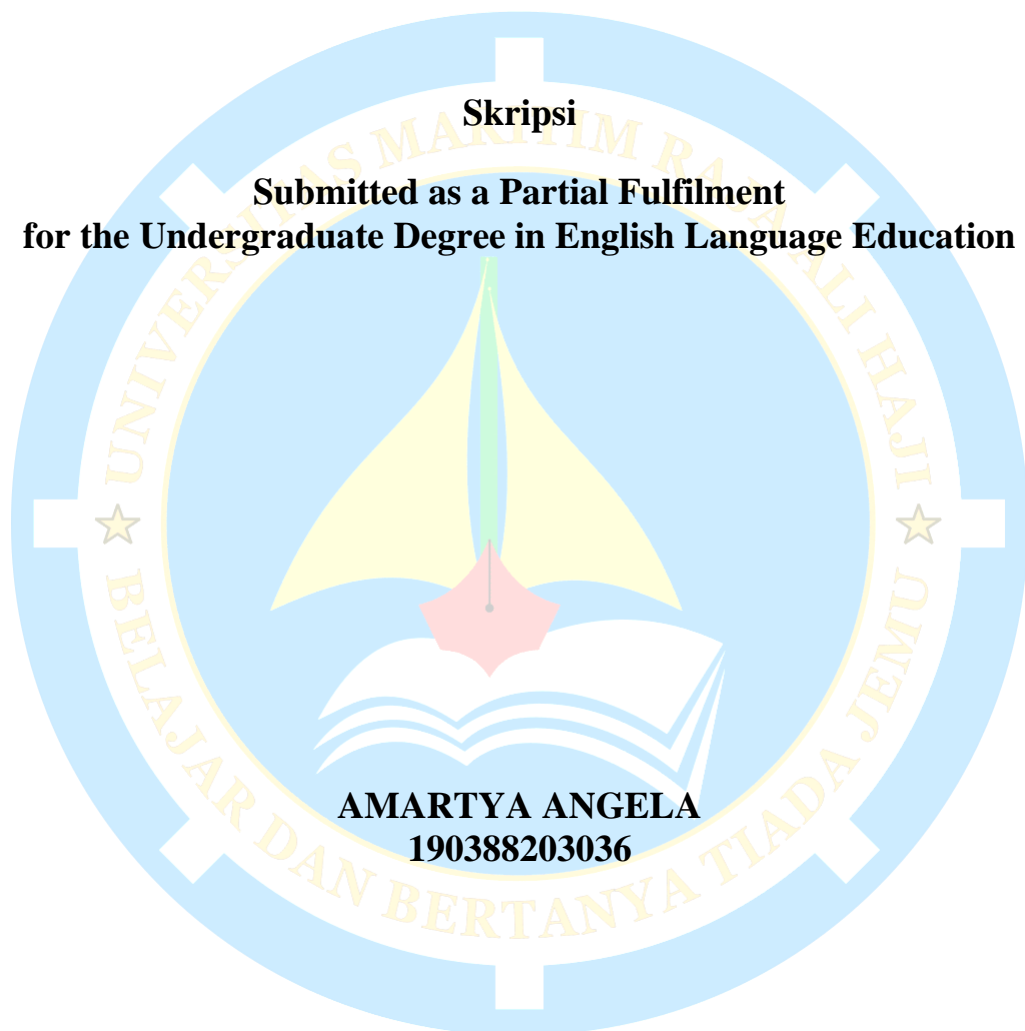 Skripsi
Submitted as a Partial Fulfilment
for the Undergraduate Degree in English Language Education
UNIVERSITAS MARITIM RAJA ALI HAJI
BELAJAR DAN BERTANYA TIADA JEMU
AMARTYA ANGELA
190388203036